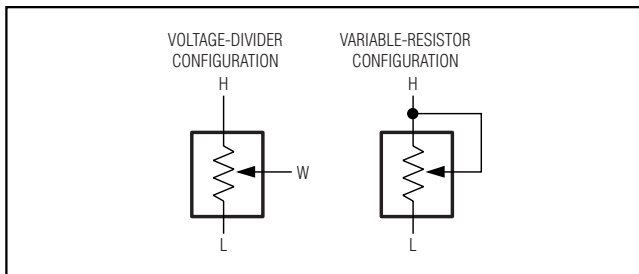 VOLTAGE-DIVIDER
CONFIGURATION
H
W
L
VARIABLE-RESISTOR
CONFIGURATION
H
L